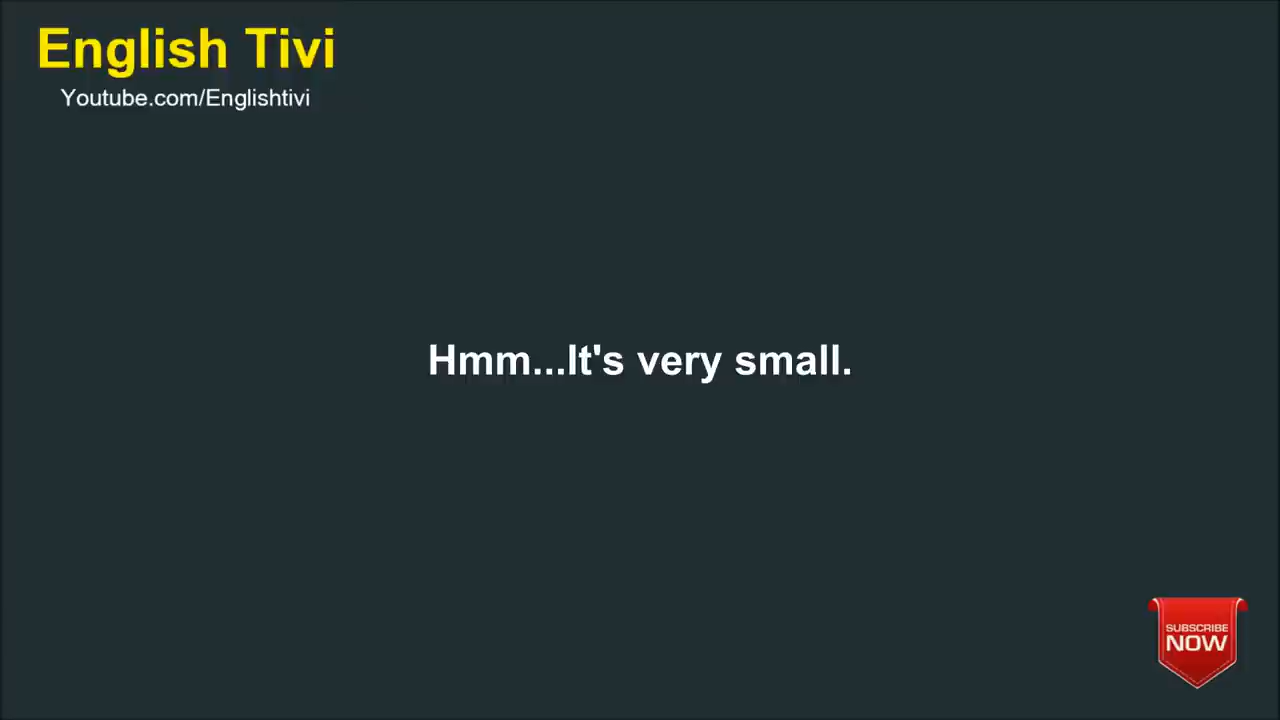 English Tivi
Youtube.com/Englishtivi
Hmm...It's very small.
SUBSCRIBE
NOW